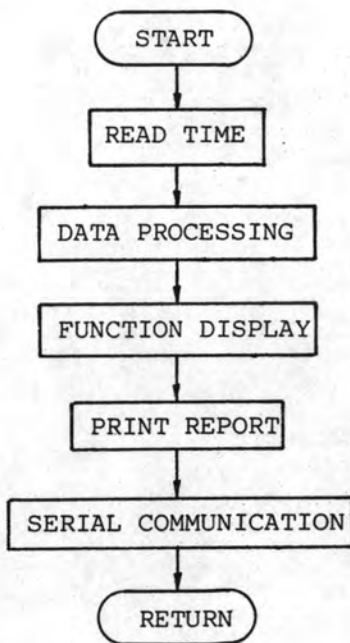 START
READ TIME
DATA PROCESSING
FUNCTION DISPLAY
PRINT REPORT
SERIAL COMMUNICATION
RETURN